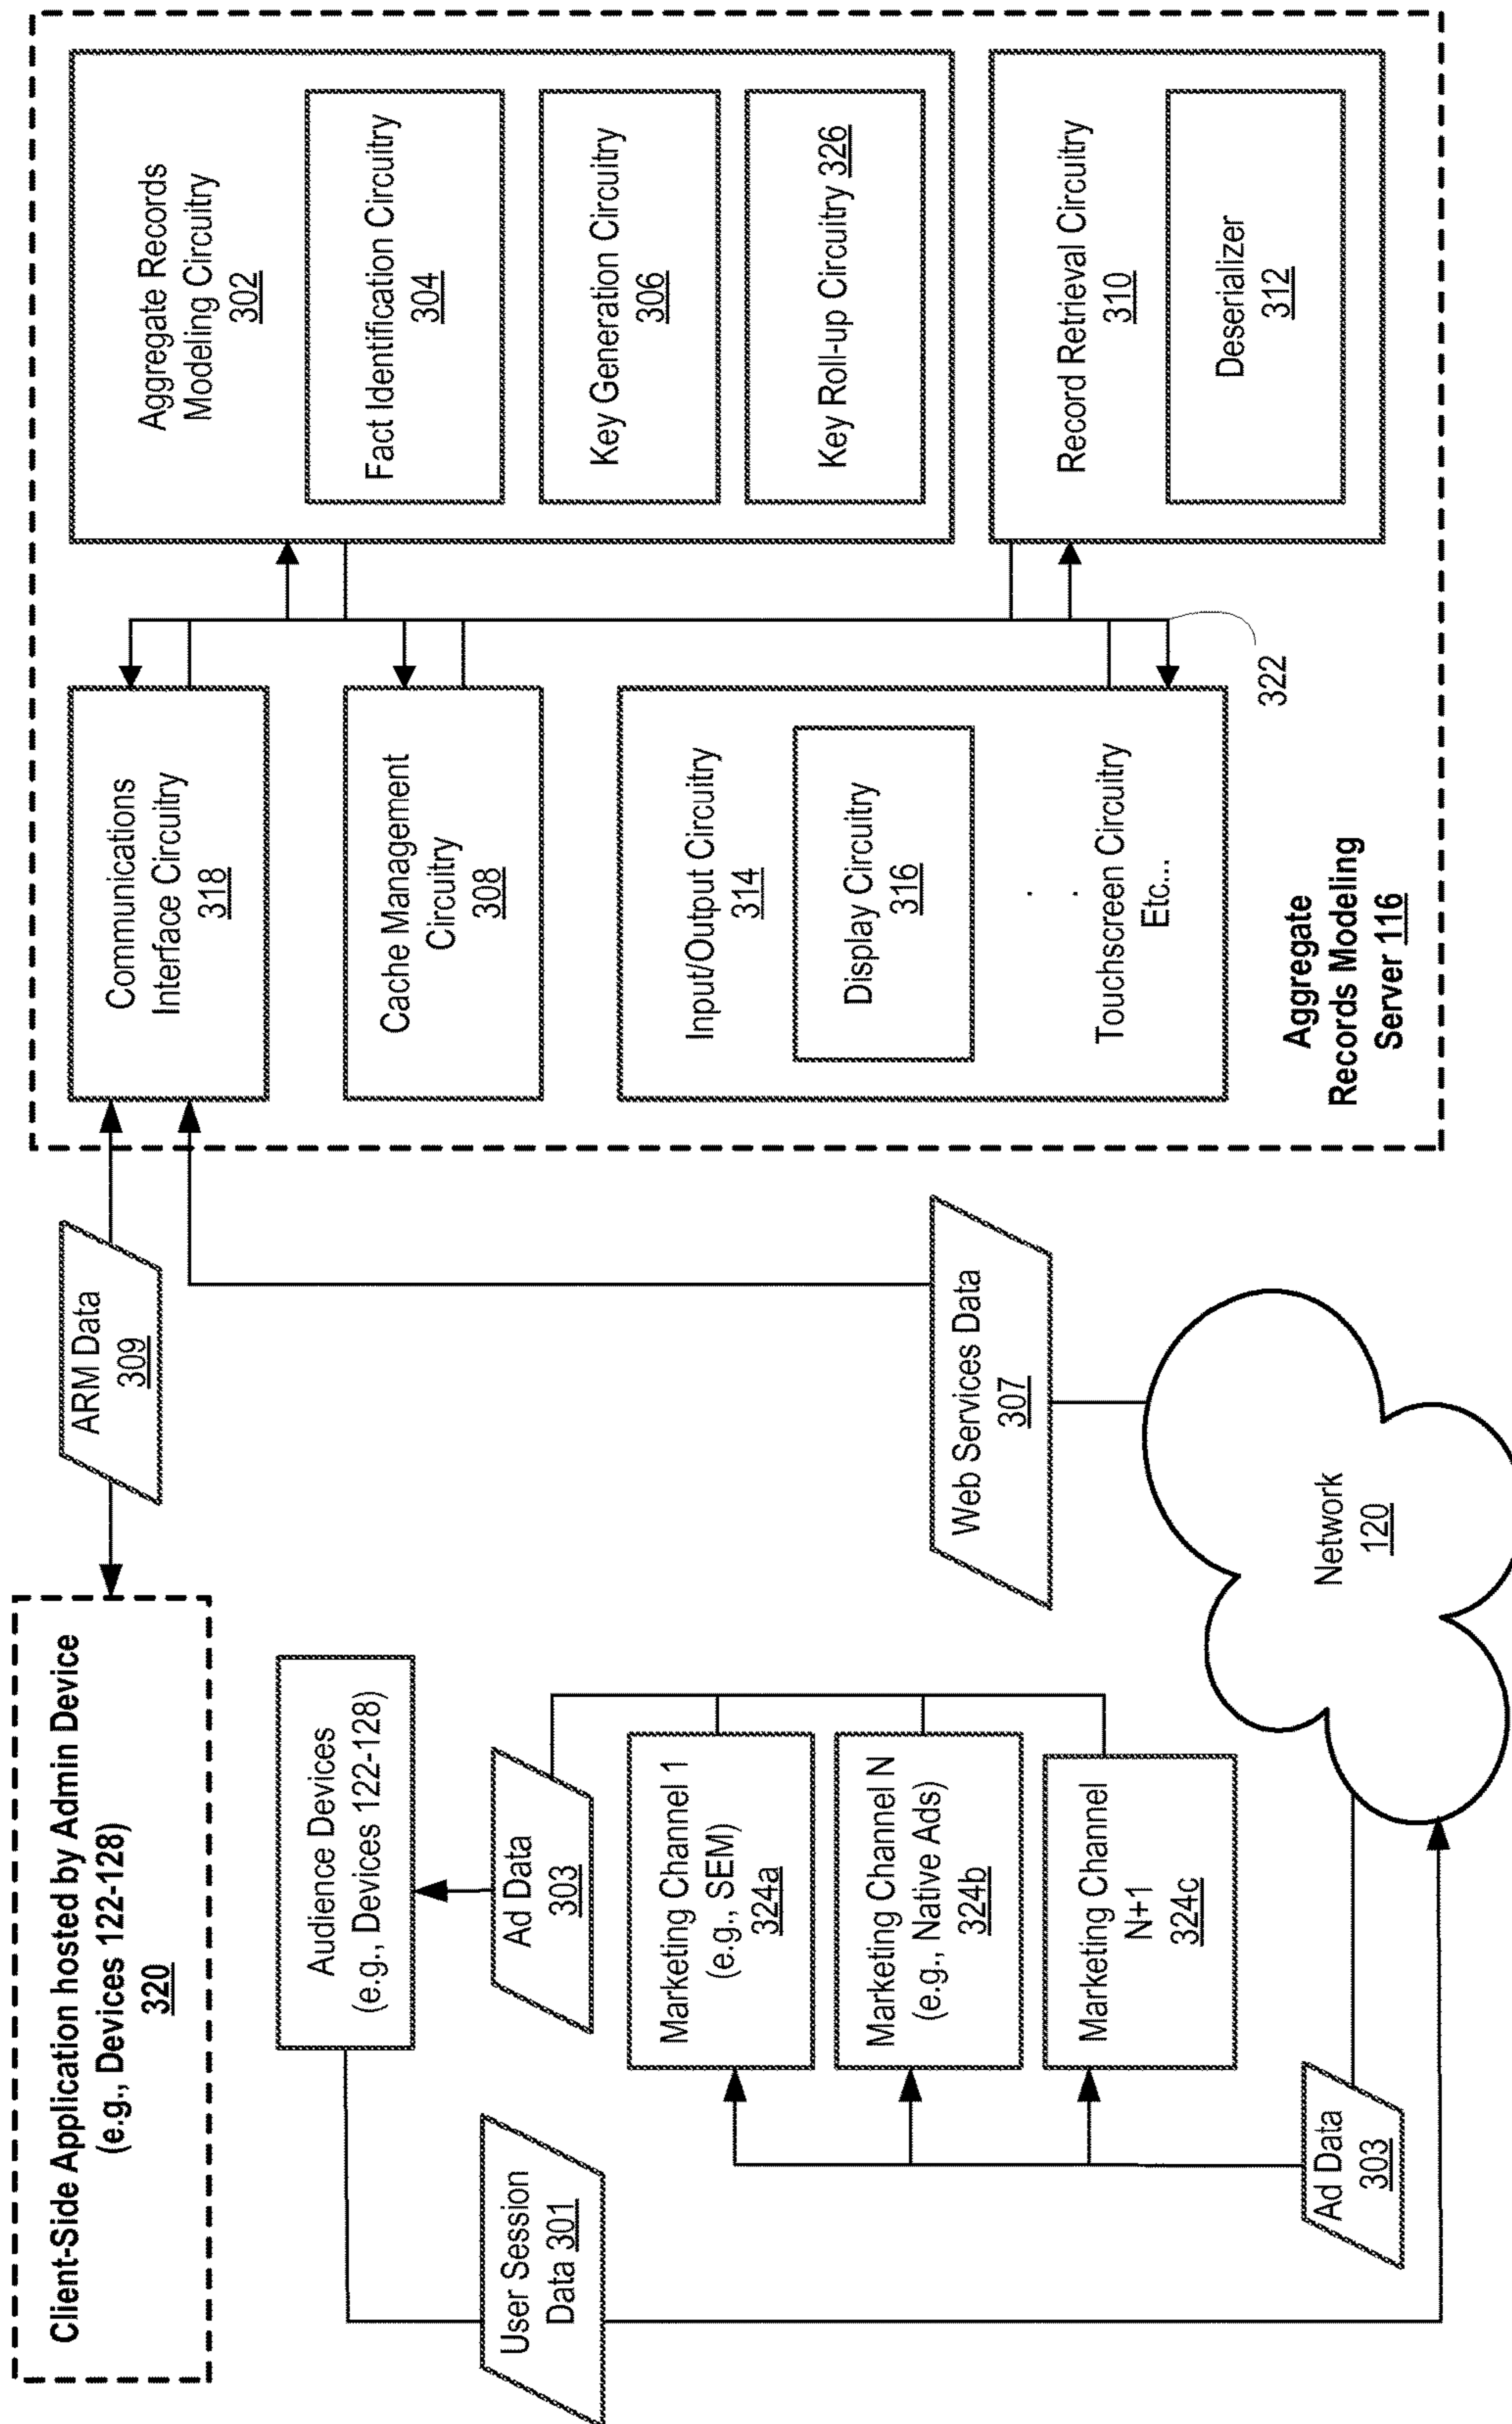 Client-Side Application hosted by Admin Device
(e.g., Devices 122-128)
320
ARM Data
309
Audience Devices
(e.g., Devices 122-128)
User Session
Data 301
Ad Data
303
Marketing Channel 1
(e.g., SEM)
324a
Marketing Channel N
(e.g., Native Ads)
324b
Marketing Channel
N+1
324c
Ad Data
303
Web Services Data
307
Network
120
Communications
Interface Circuitry
318
Cache Management
Circuitry
308
Input/Output Circuitry
314
Display Circuitry
316
Touchscreen Circuitry
Etc...
322
Aggregate
Records Modeling
Server 116
Aggregate Records
Modeling Circuitry
302
Fact Identification Circuitry
304
Key Generation Circuitry
306
Key Roll-up Circuitry 326
Record Retrieval Circuitry
310
Deserializer
312